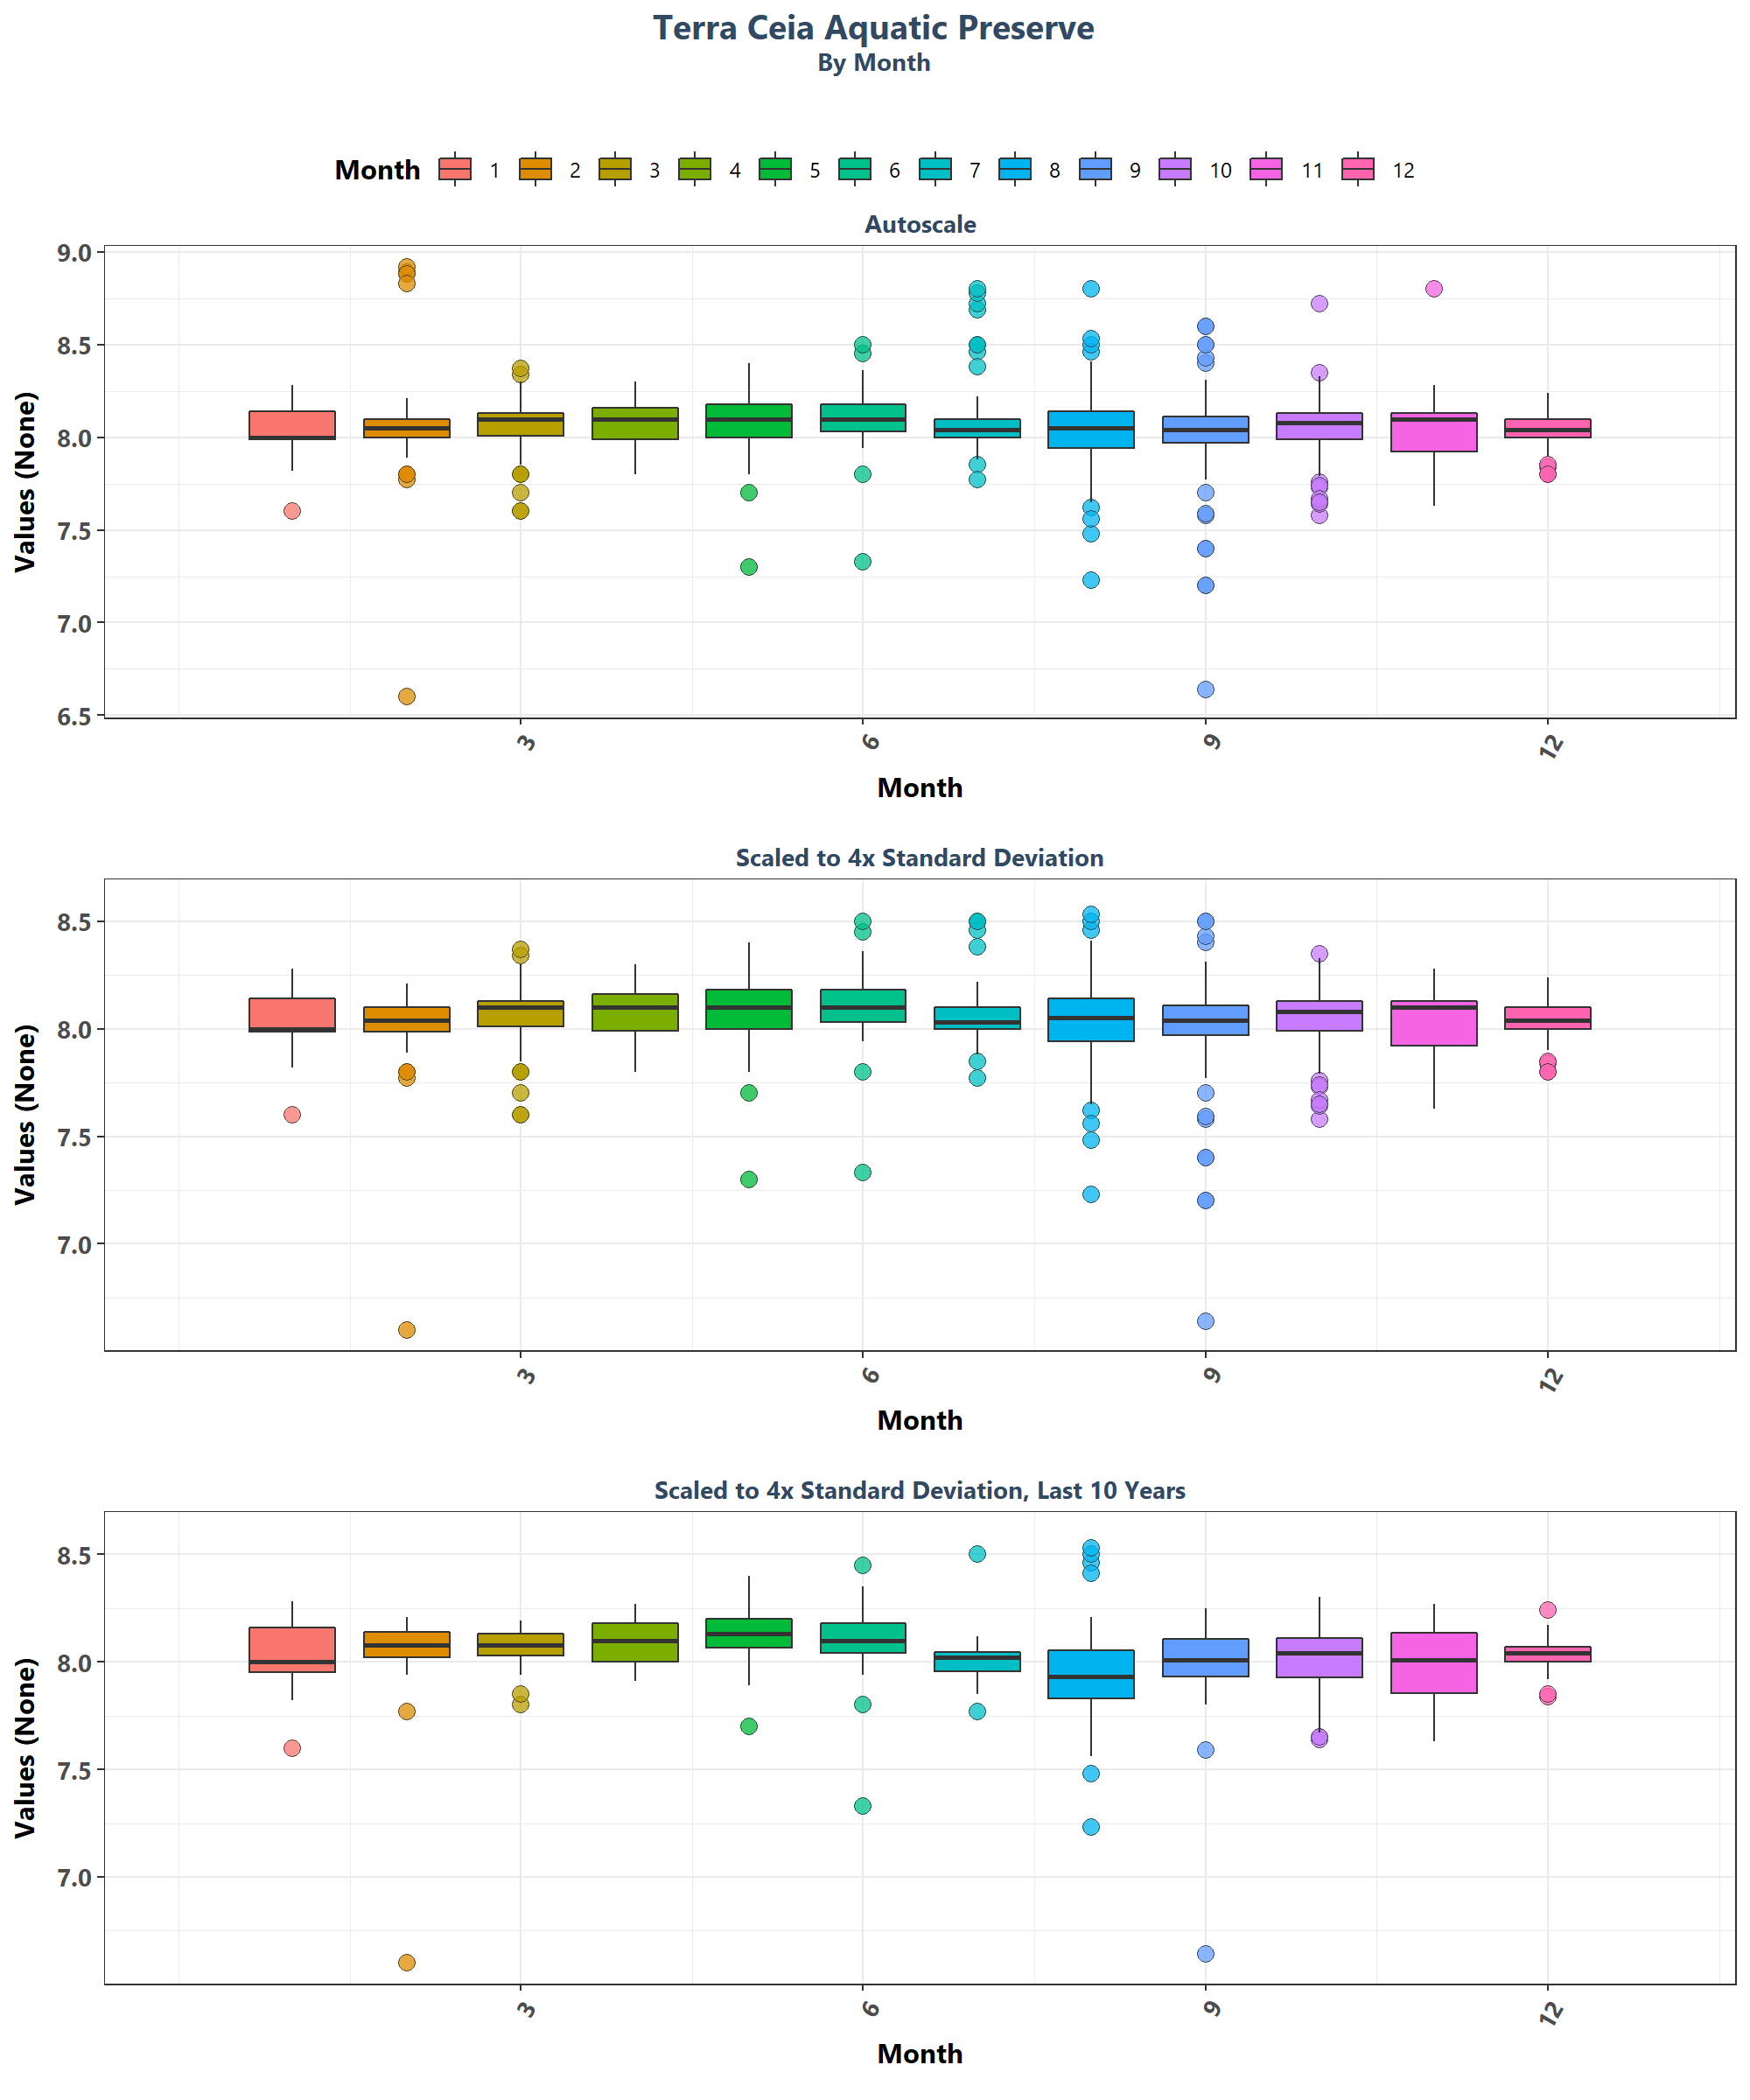 Terra Ceia Aquatic Preserve
By Month
Month 1 2 3 4 5 6 7 8 9 10 11 12
Autoscale
Values (None)
9.0
8.5
8.0
7.5
7.0
6.5
3 6 9 12
Month
Scaled to 4x Standard Deviation
Values (None)
8.5
8.0
7.5
7.0
3 6 9 12
Month
Scaled to 4x Standard Deviation, Last 10 Years
Values (None)
8.5
8.0
7.5
7.0
3 6 9 12
Month